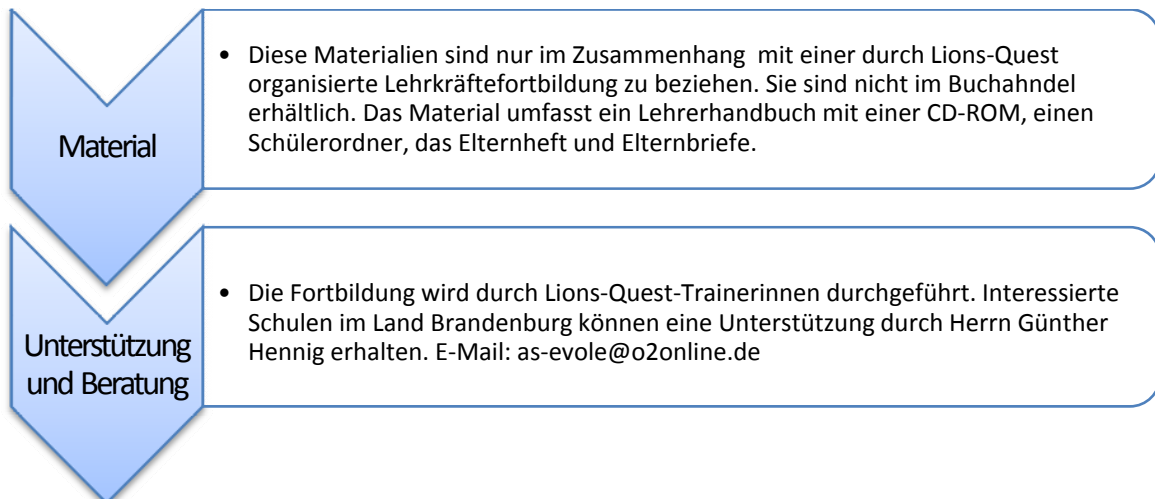 Material
• Diese Materialien sind nur im Zusammenhang  mit einer durch Lions-Quest
organisierte Lehrkräftefortbildung zu beziehen. Sie sind nicht im Buchahndel
erhältlich. Das Material umfasst ein Lehrerhandbuch mit einer CD-ROM, einen
Schülerordner, das Elternheft und Elternbriefe.
Unterstützung
und Beratung
• Die Fortbildung wird durch Lions-Quest-Trainerinnen durchgeführt. Interessierte
Schulen im Land Brandenburg können eine Unterstützung durch Herrn Günther
Hennig erhalten. E-Mail: as-evole@o2online.de